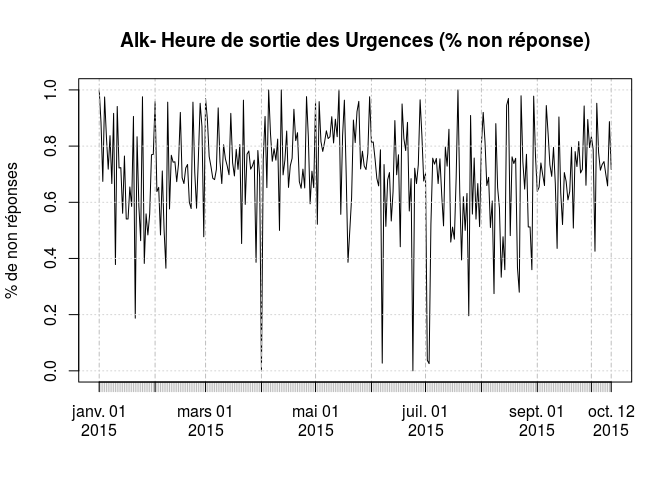 Alk- Heure de sortie des Urgences (% non réponse)
% de non réponses
1.0
0.8
0.6
0.4
0.2
0.0
janv. 01 mars 01 mai 01 juil. 01 sept. 01 oct. 12
2015 2015 2015 2015 2015 2015